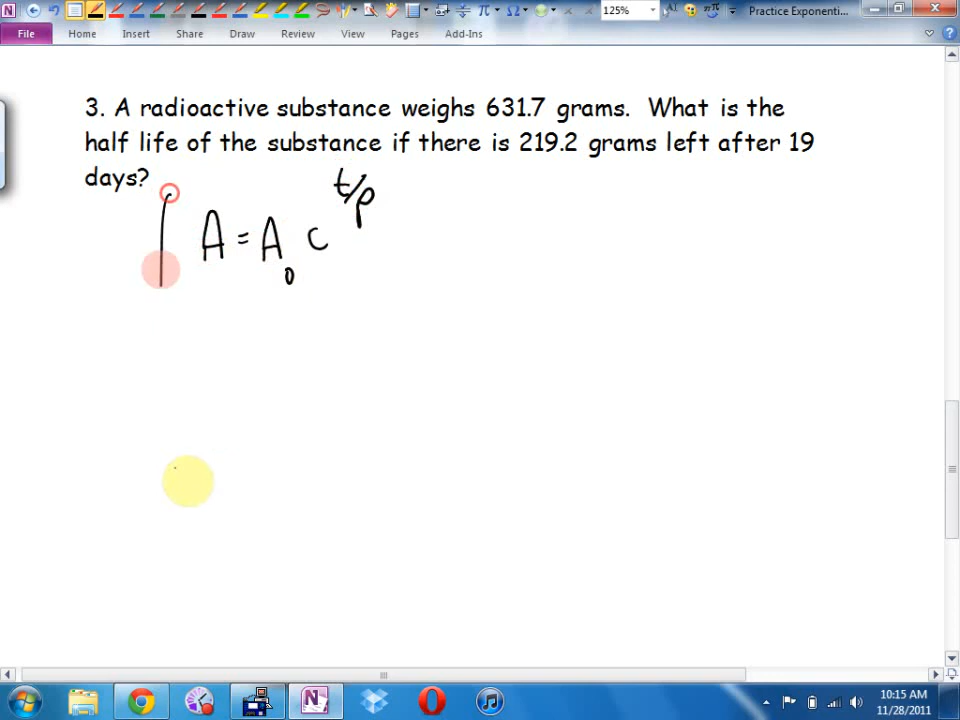 125%
Practice Exponenti...
File Home Insert Share Draw Review View Pages Add-Ins
3. A radioactive substance weighs 631.7 grams. What is the
half life of the substance if there is 219.2 grams left after 19
days?
A = A₀ c^(t/p)
10:15 AM
11/28/2011